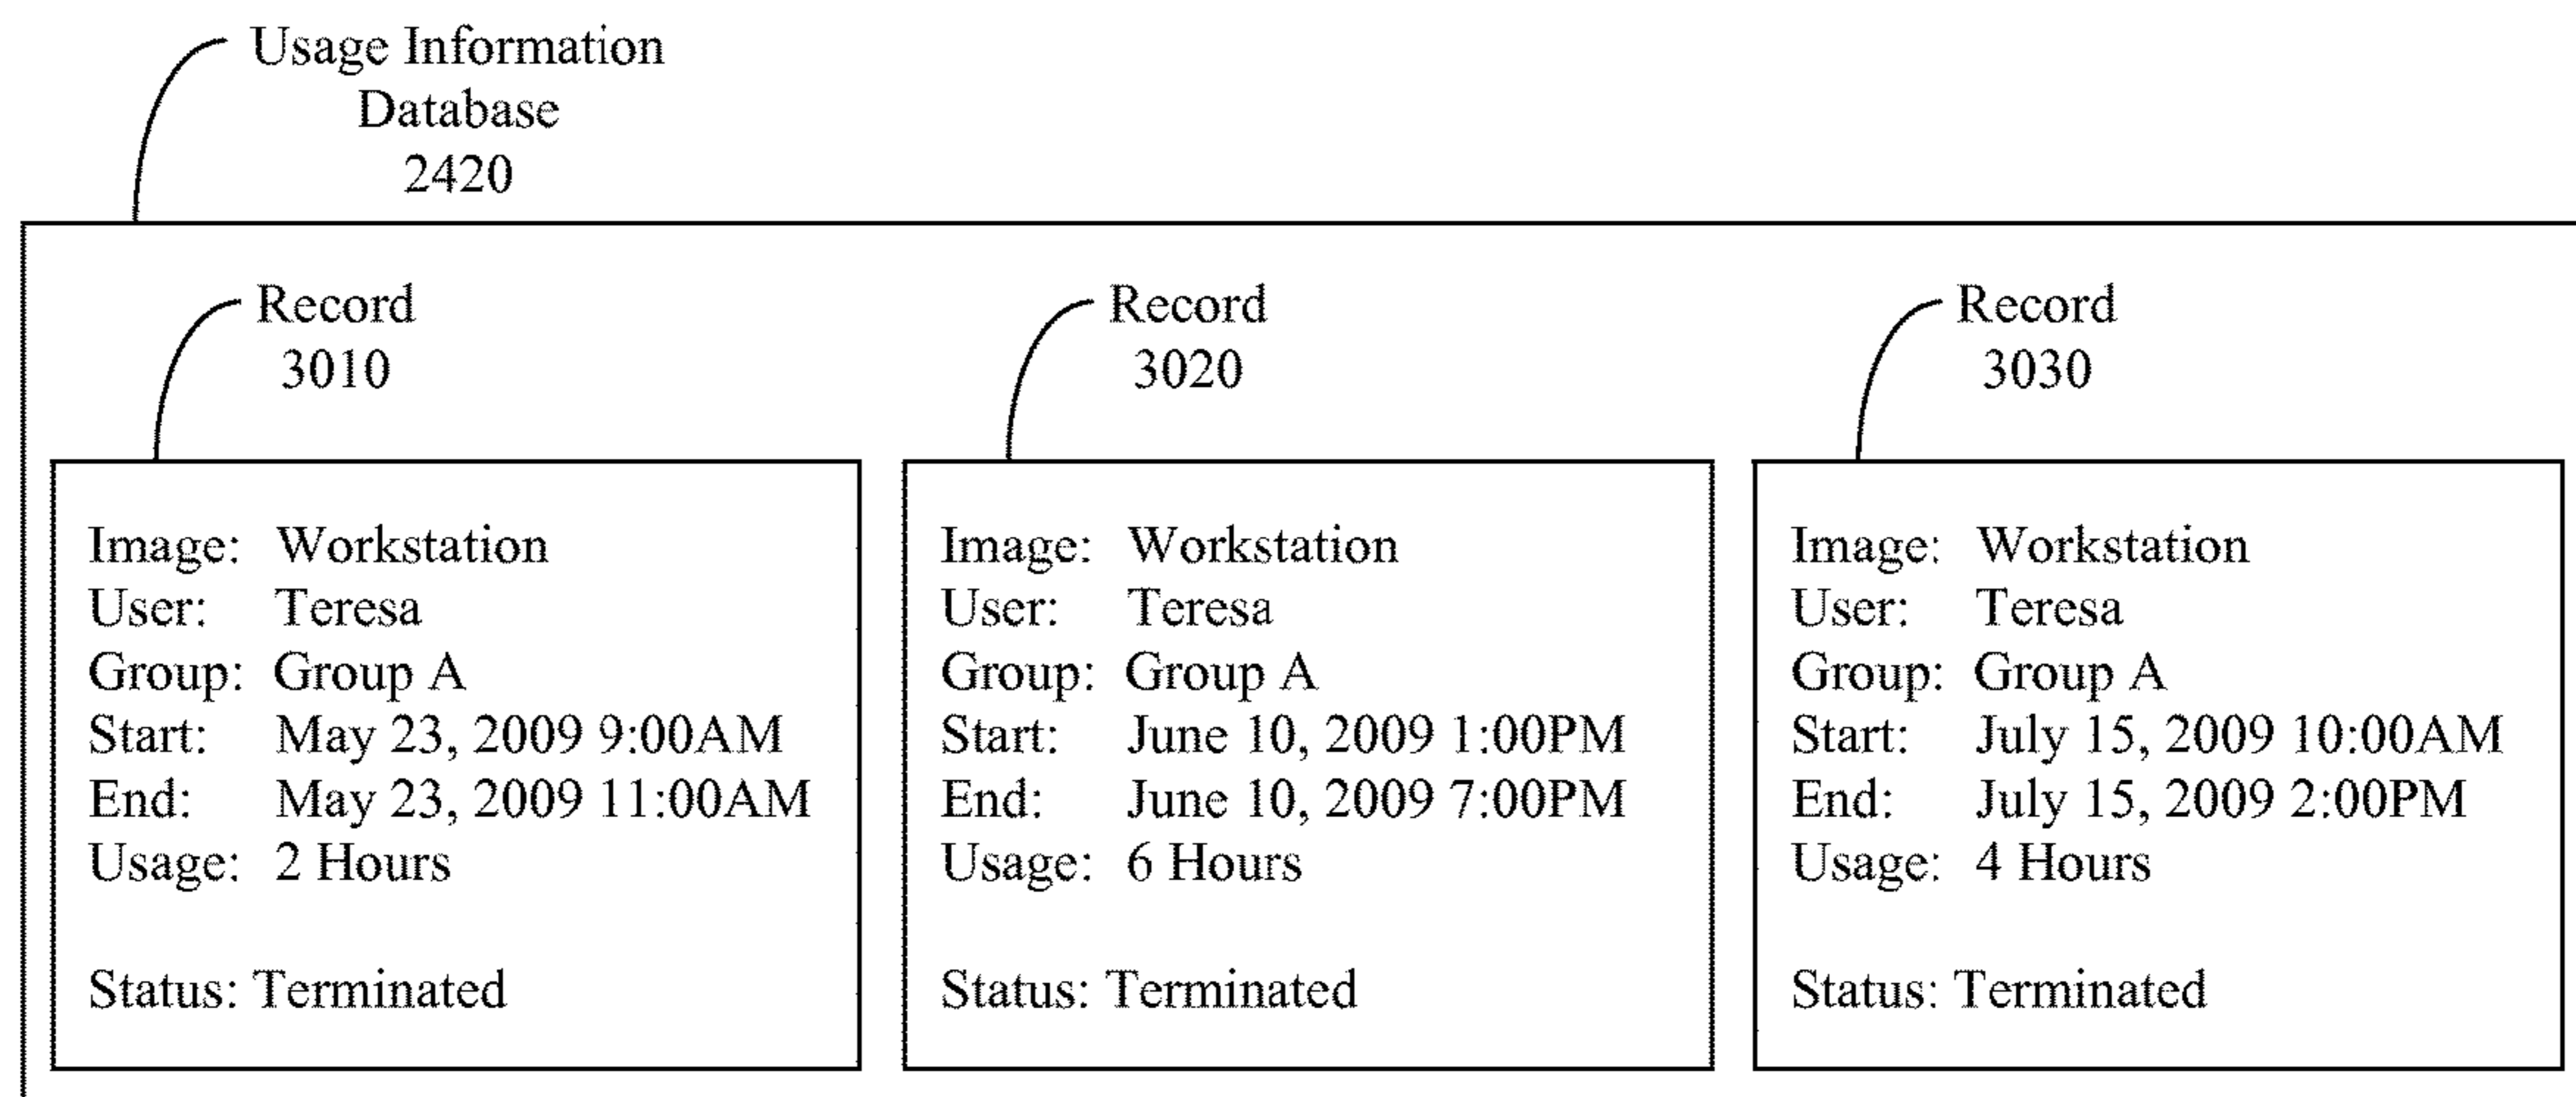 Usage Information
Database
2420
Record
3010
Image: Workstation
User: Teresa
Group: Group A
Start: May 23, 2009 9:00AM
End: May 23, 2009 11:00AM
Usage: 2 Hours
Status: Terminated
Record
3020
Image: Workstation
User: Teresa
Group: Group A
Start: June 10, 2009 1:00PM
End: June 10, 2009 7:00PM
Usage: 6 Hours
Status: Terminated
Record
3030
Image: Workstation
User: Teresa
Group: Group A
Start: July 15, 2009 10:00AM
End: July 15, 2009 2:00PM
Usage: 4 Hours
Status: Terminated